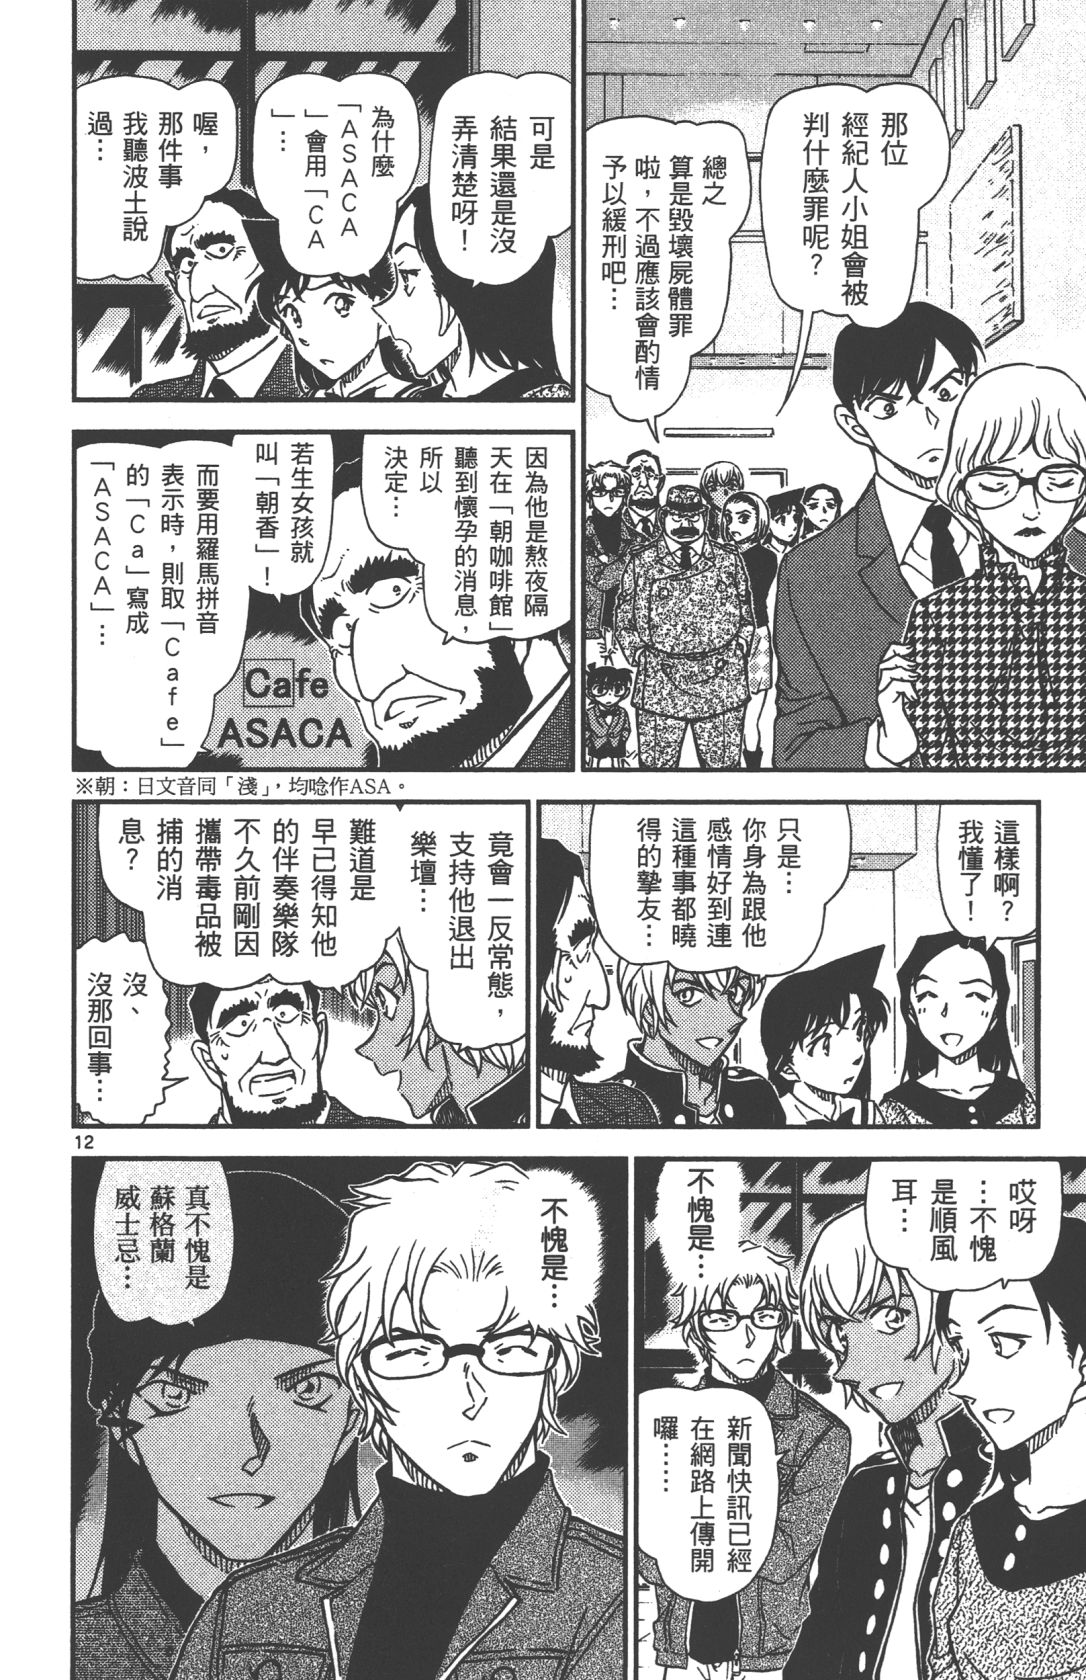 那位
經紀人小姐會被
判什麼罪呢？
總之
算是毀壞屍體罪
啦，不過應該會酌情
予以緩刑吧…
可是
結果還是沒
弄清楚呀！
為什麼
「ASACA
」會用「CA
」…
喔，
那件事
我聽波土說
過…
因為他是熬夜隔
天在「朝咖啡館」
聽到懷孕的消息，
所以
決定…
若生女孩就
叫「朝香」！
而要用羅馬拼音
表示時，則取「Cafe」
的「Ca」寫成
「ASACA」…
Cafe
ASACA
※朝：日文音同「淺」，均唸作ASA。
這樣啊？
我懂了！
只是…
你身為跟他
感情好到連
這種事都曉
得的摯友…
竟會一反常態，
支持他退出
樂壇…
難道是
早已得知他
的伴奏樂隊
不久前剛因
攜帶毒品被
捕的消
息？
沒、
沒那回事…
12
哎呀
…不愧
是順風
耳…
新聞快訊已經
在網路上傳開
囉……
不愧是…
不愧是…
真不愧是
蘇格蘭
威士忌…